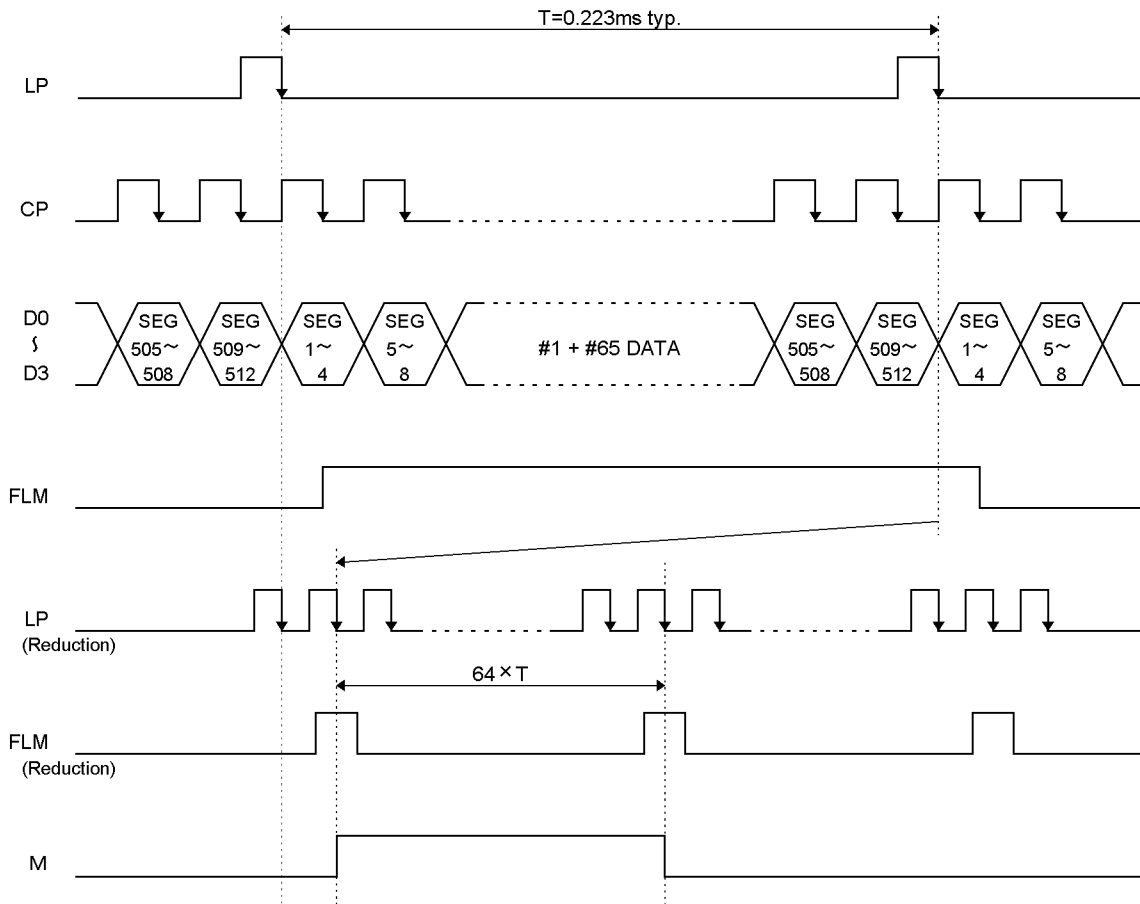 T=0.223ms typ.
LP
CP
D0
∫
D3
SEG
505~
508
SEG
509~
512
SEG
1~
4
SEG
5~
8
#1 + #65 DATA
SEG
505~
508
SEG
509~
512
SEG
1~
4
SEG
5~
8
FLM
LP
(Reduction)
64×T
FLM
(Reduction)
M